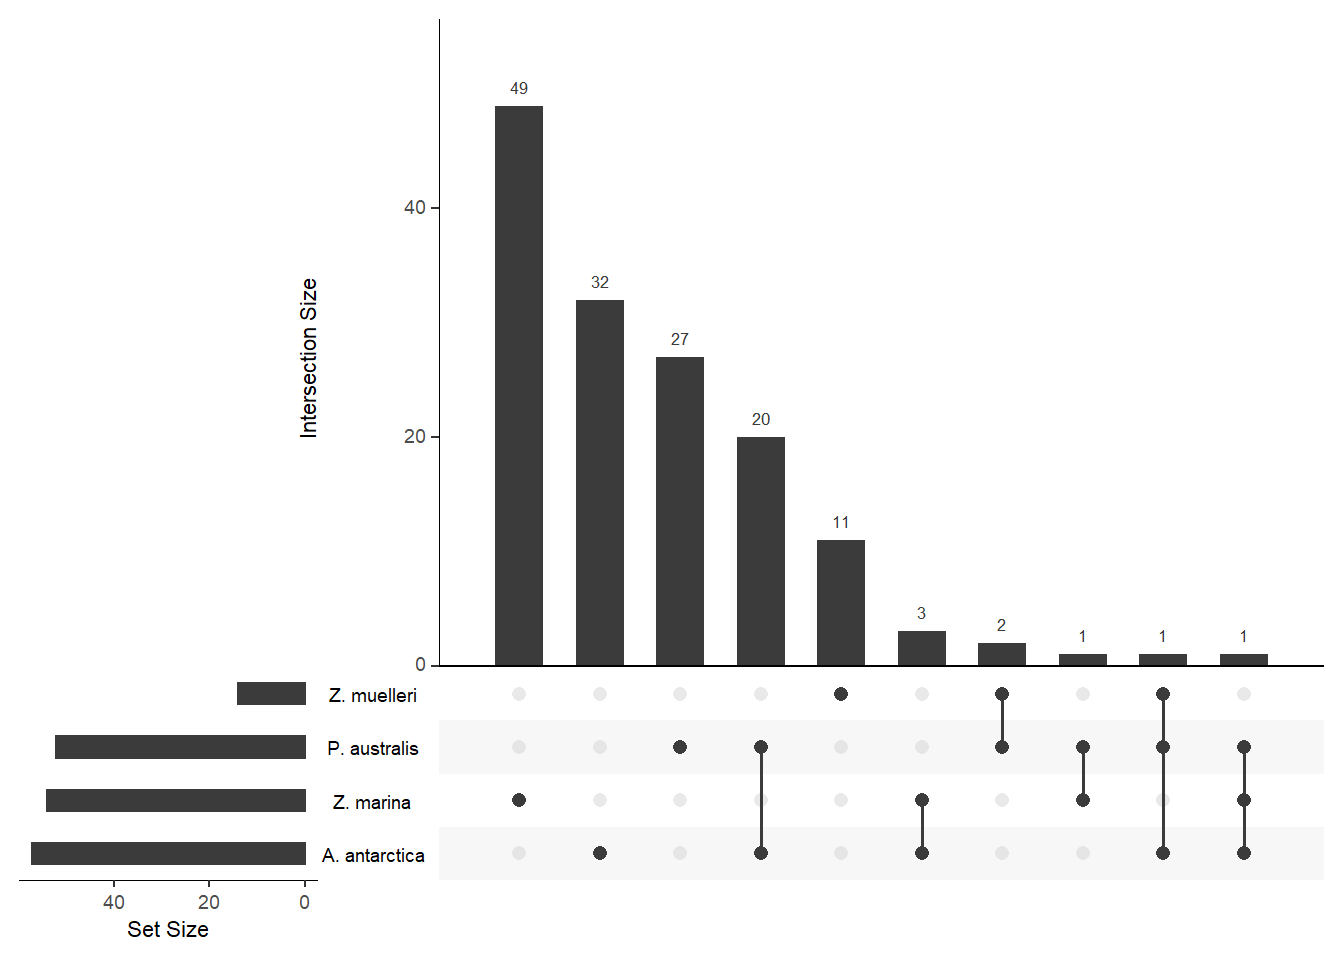 49
32
27
20
11
3
2
1
1
1
40
20
0
Intersection Size
Z. muelleri
P. australis
Z. marina
A. antarctica
40 20 0
Set Size